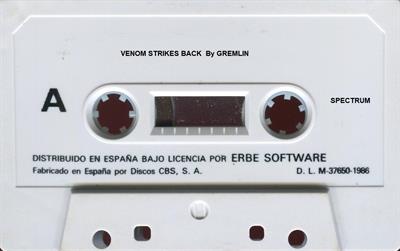 VENOM STRIKES BACK By GREMLIN
A
SPECTRUM
DISTRIBUIDO EN ESPAÑA BAJO LICENCIA POR ERBE SOFTWARE
Fabricado en España por Discos CBS, S. A. D. L. M-37650-1986